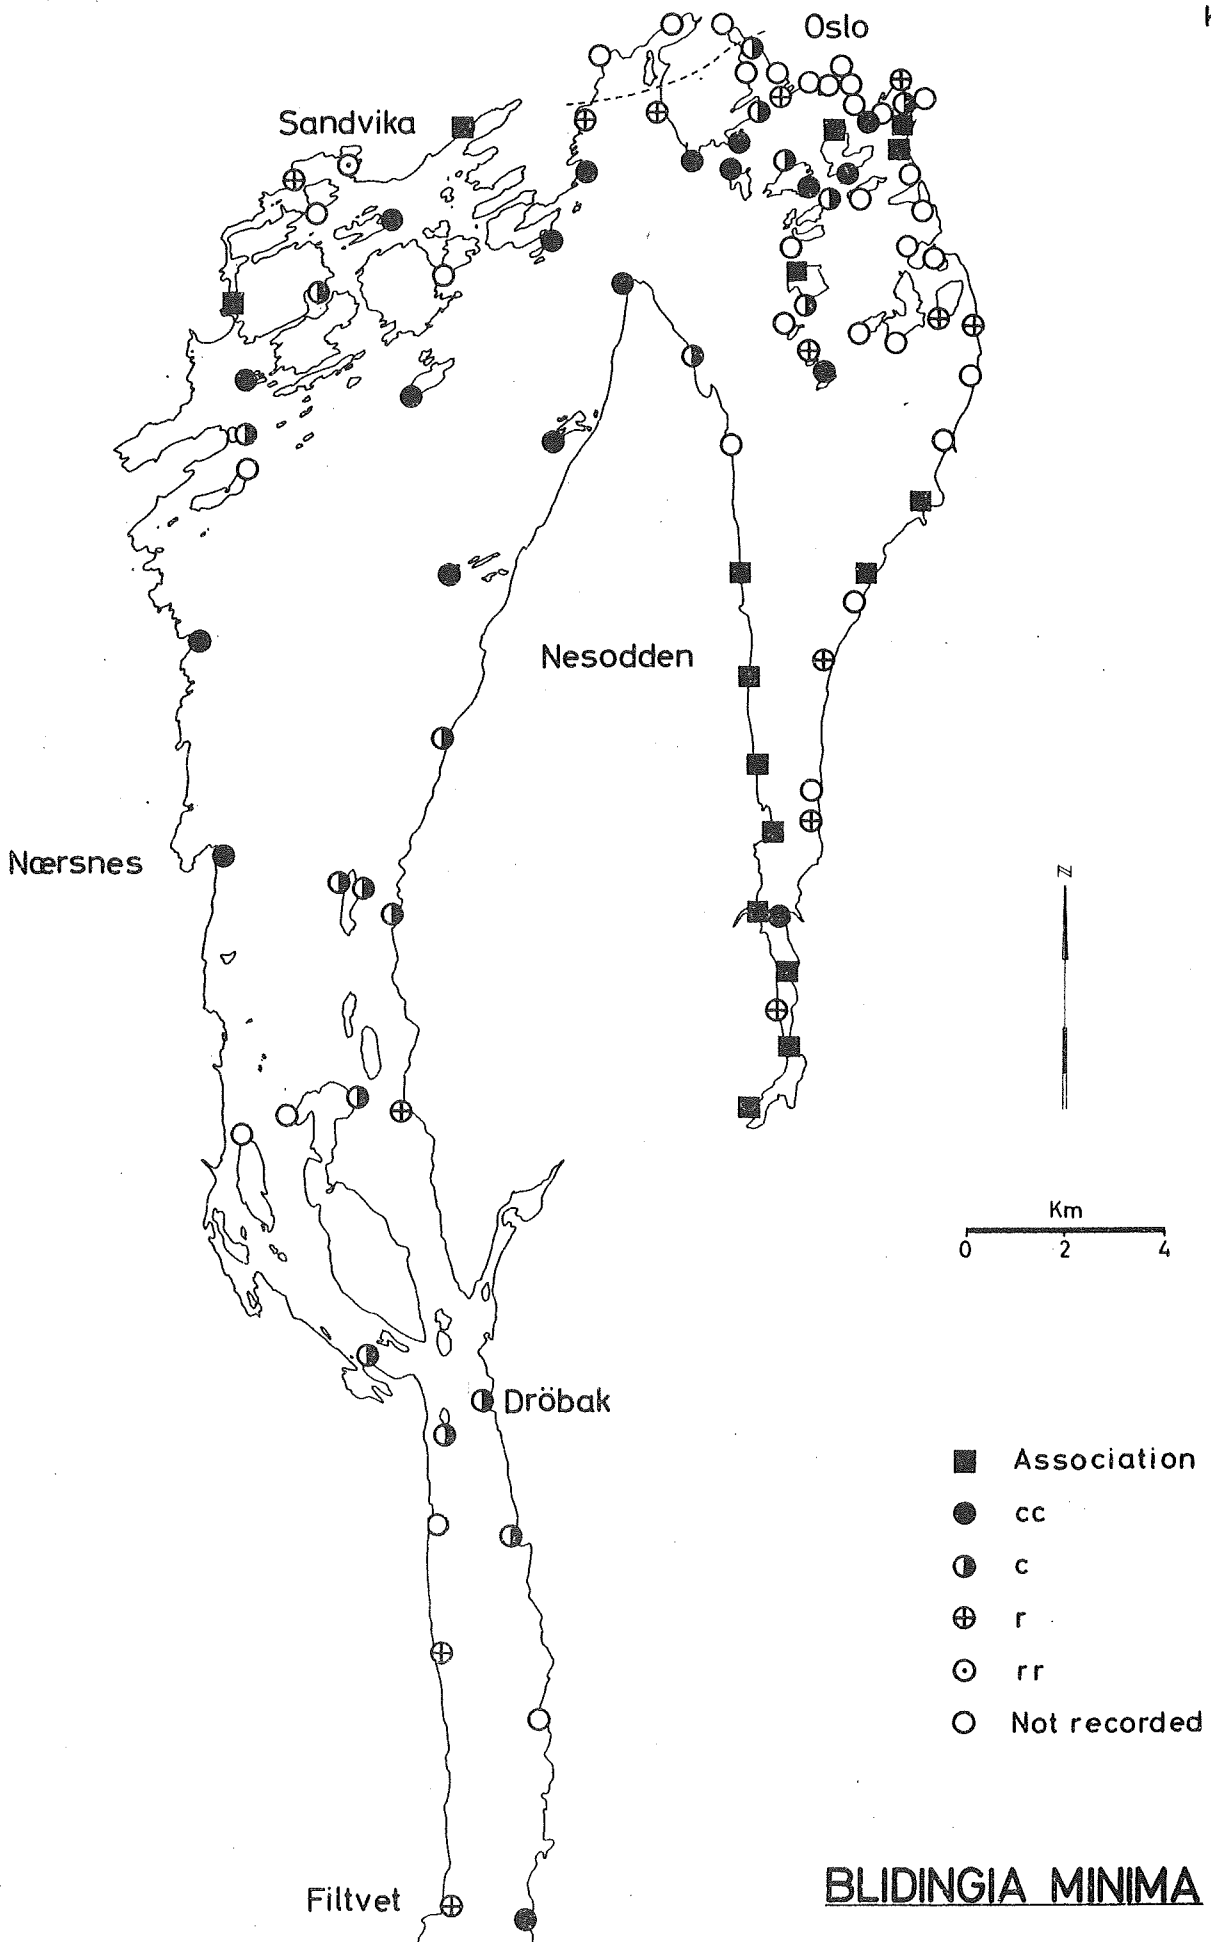 Oslo
Sandvika
Nesodden
Nærsnes
N
Km
0 2 4
Dröbak
Association
cc
c
r
rr
Not recorded
Filtvet
BLIDINGIA MINIMA